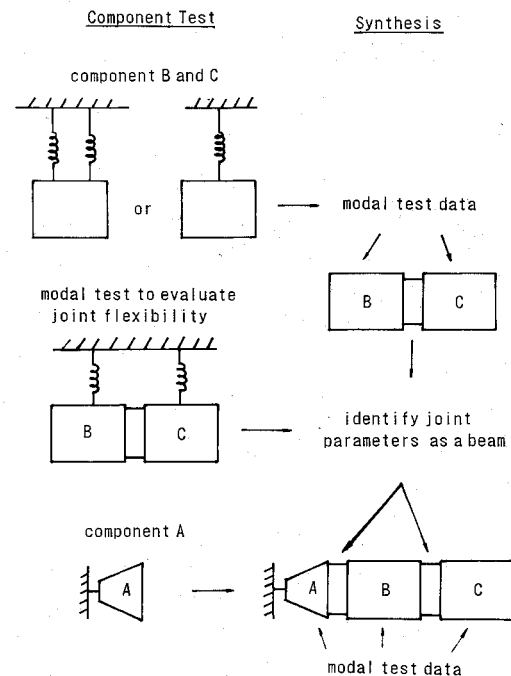 Component Test
Synthesis
component B and C
or
modal test data
B
C
modal test to evaluate
joint flexibility
B
C
identify joint
parameters as a beam
component A
A
A
B
C
modal test data